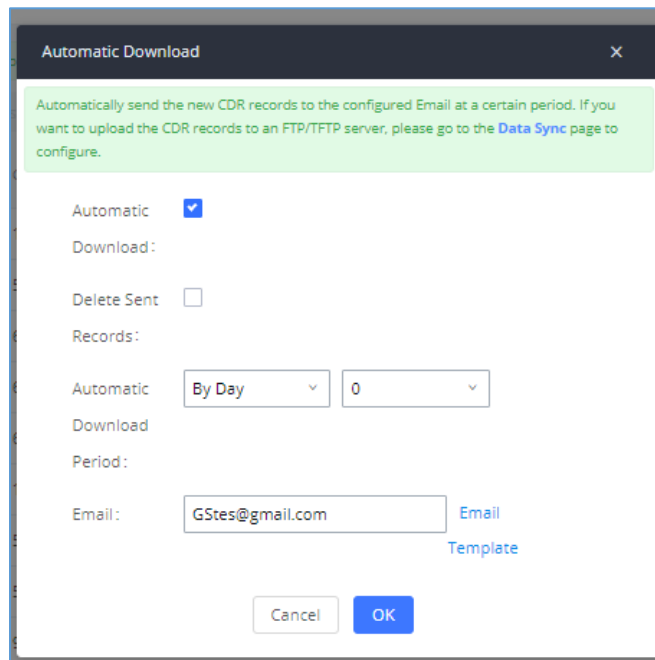 Automatic Download
Automatically send the new CDR records to the configured Email at a certain period. If you
want to upload the CDR records to an FTP/TFTP server, please go to the Data Sync page to
configure.
Automatic
Download:
Delete Sent
Records:
Automatic By Day 0
Download
Period:
Email: GStes@gmail.com Email
Template
Cancel OK